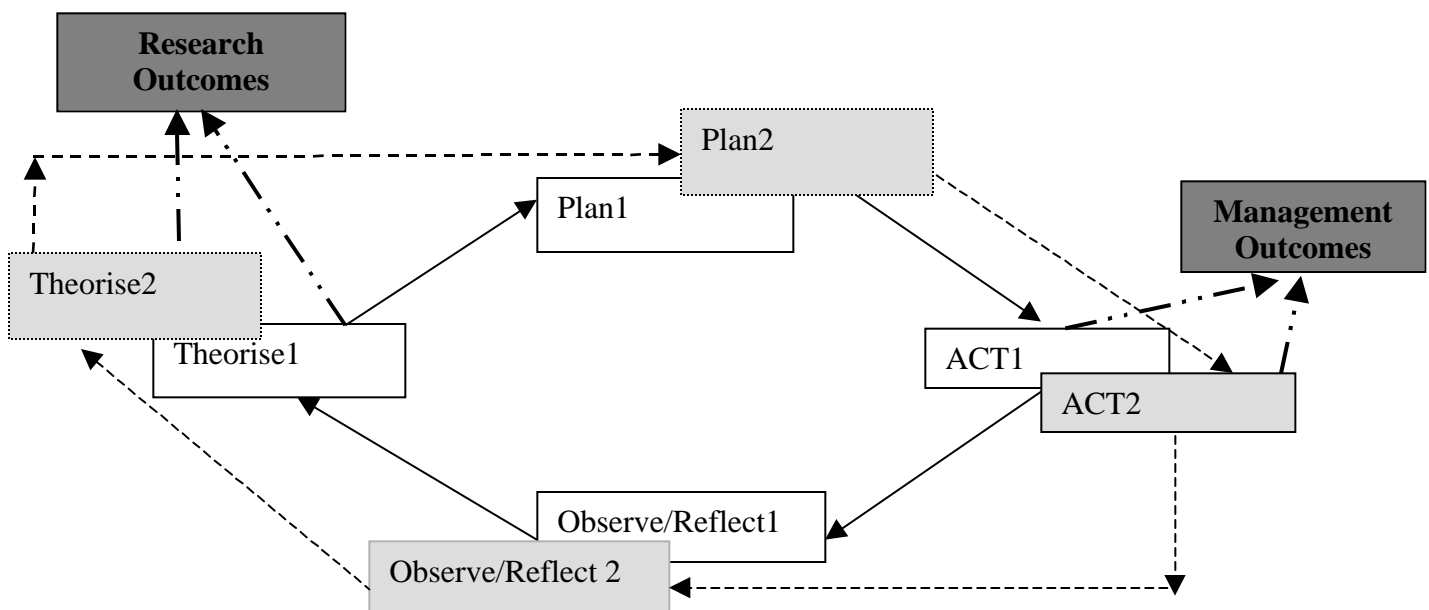 Research
Outcomes
Plan2
Plan1
Management
Outcomes
Theorise2
Theorise1
ACT1
ACT2
Observe/Reflect1
Observe/Reflect 2